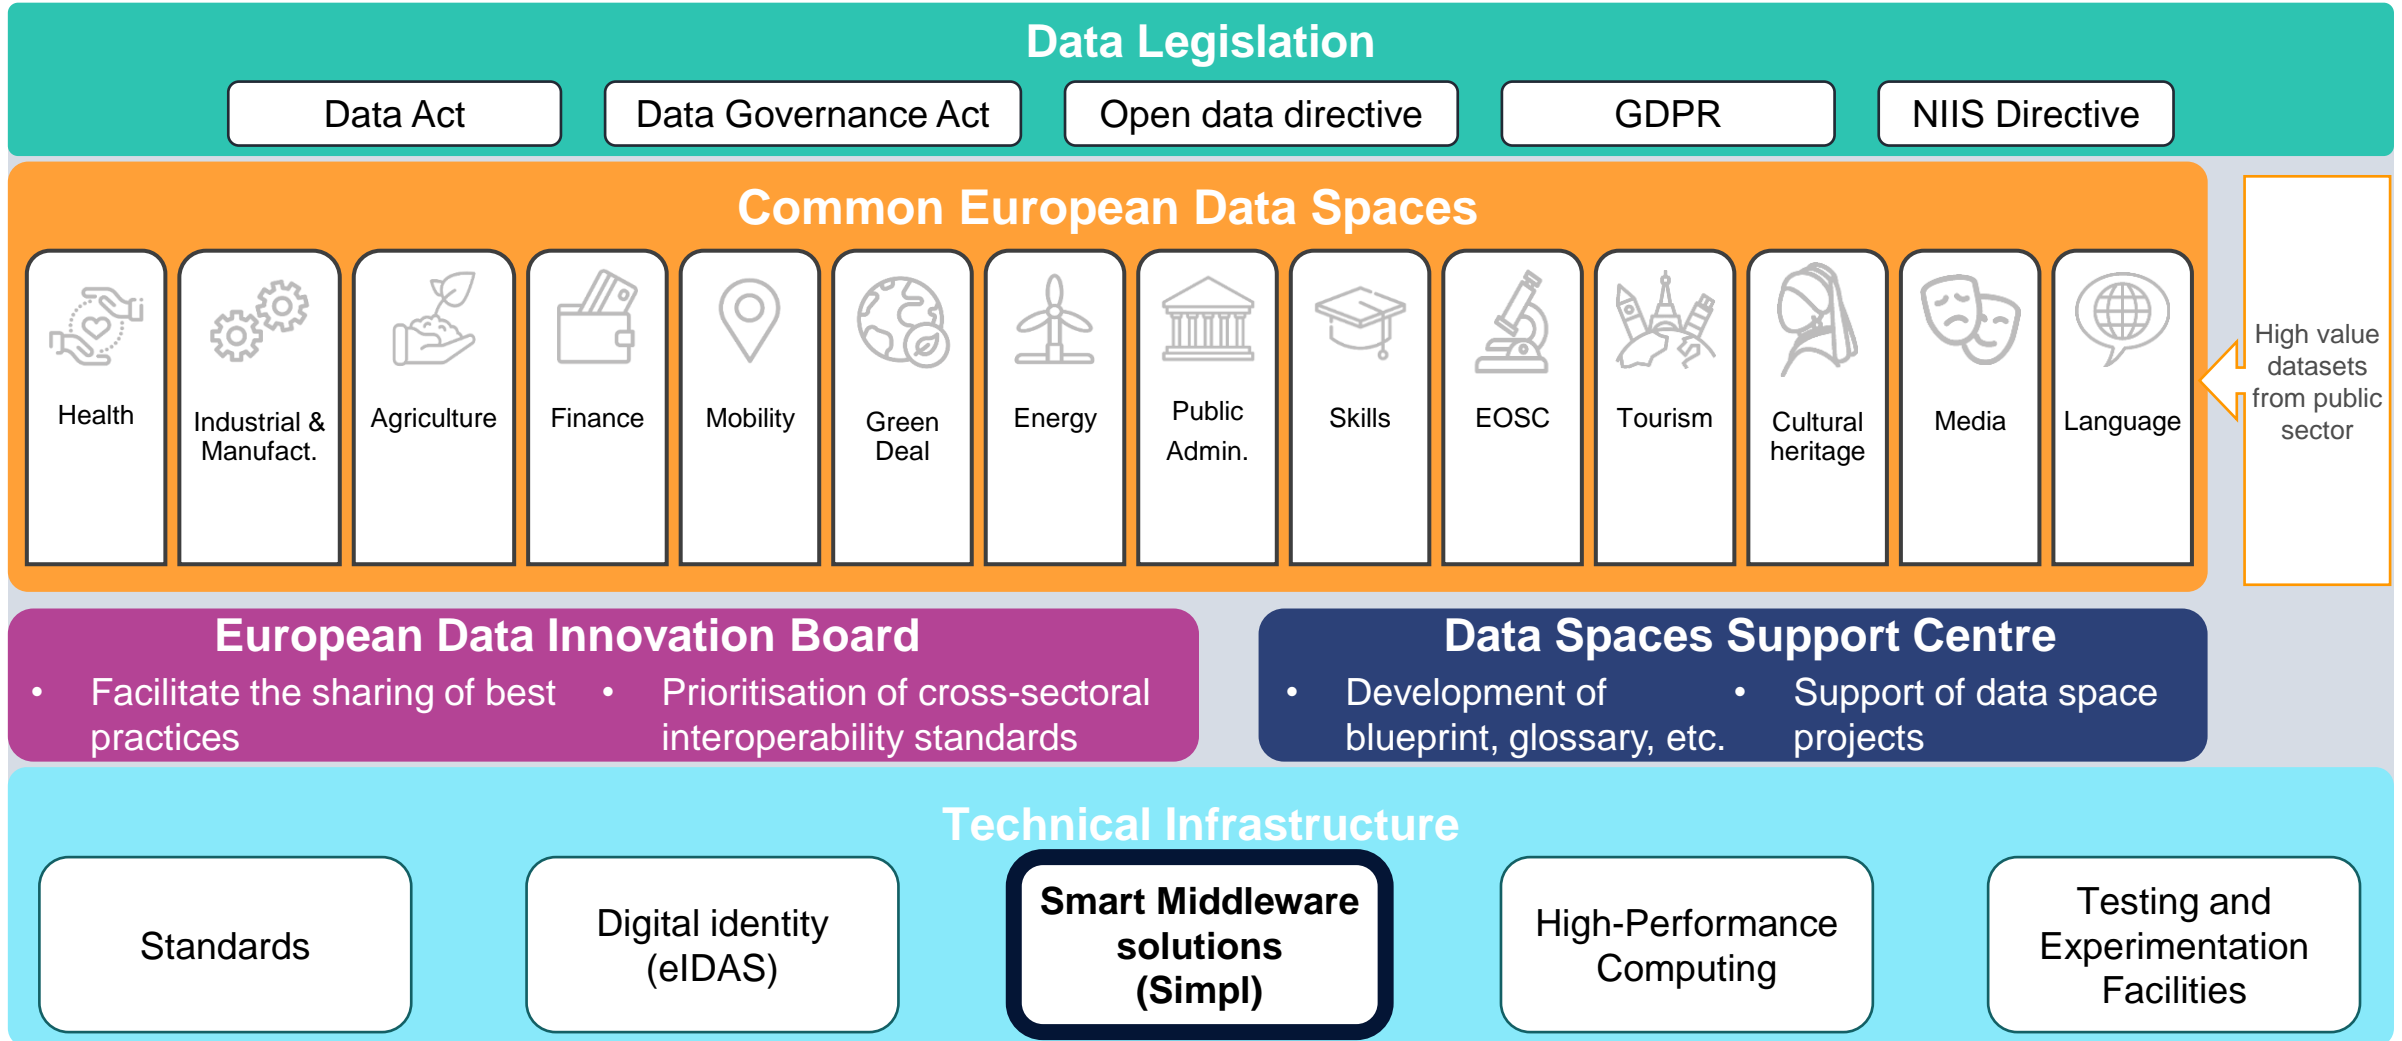 Data Legislation
Data Act
Data Governance Act
Open data directive
GDPR
NIIS Directive
Common European Data Spaces
Health
Industrial &
Manufact.
Agriculture
Finance
Mobility
Green
Deal
Energy
Public
Admin.
Skills
EOSC
Tourism
Cultural
heritage
Media
Language
High value
datasets
from public
sector
European Data Innovation Board
• Facilitate the sharing of best
practices
• Prioritisation of cross-sectoral
interoperability standards
Data Spaces Support Centre
• Development of
blueprint, glossary, etc.
• Support of data space
projects
Technical Infrastructure
Standards
Digital identity
(eIDAS)
Smart Middleware
solutions
(Simpl)
High-Performance
Computing
Testing and
Experimentation
Facilities